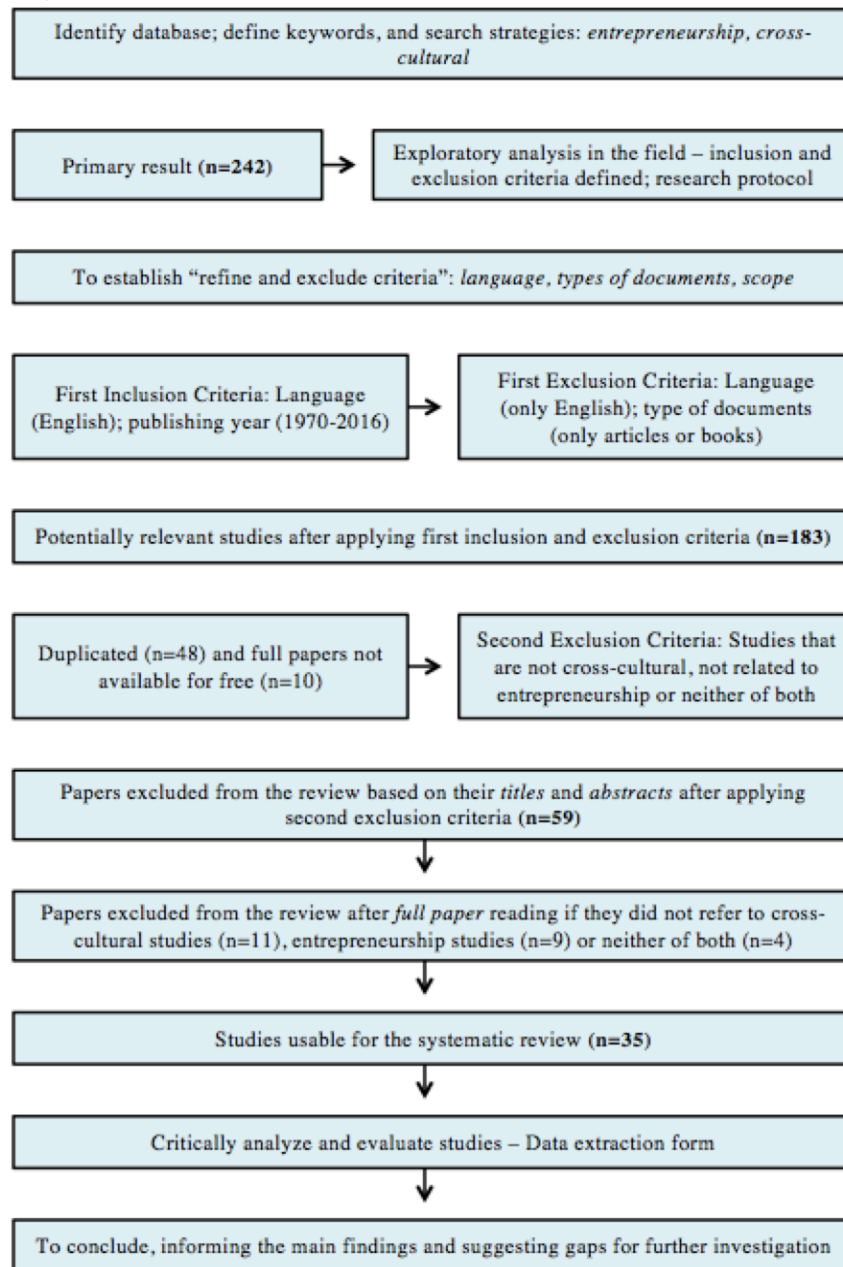 Identify database; define keywords, and search strategies: entrepreneurship, cross-
cultural
Primary result (n=242)
Exploratory analysis in the field – inclusion and
exclusion criteria defined; research protocol
To establish “refine and exclude criteria”: language, types of documents, scope
First Inclusion Criteria: Language
(English); publishing year (1970-2016)
First Exclusion Criteria: Language
(only English); type of documents
(only articles or books)
Potentially relevant studies after applying first inclusion and exclusion criteria (n=183)
Duplicated (n=48) and full papers not
available for free (n=10)
Second Exclusion Criteria: Studies that
are not cross-cultural, not related to
entrepreneurship or neither of both
Papers excluded from the review based on their titles and abstracts after applying
second exclusion criteria (n=59)
Papers excluded from the review after full paper reading if they did not refer to cross-
cultural studies (n=11), entrepreneurship studies (n=9) or neither of both (n=4)
Studies usable for the systematic review (n=35)
Critically analyze and evaluate studies – Data extraction form
To conclude, informing the main findings and suggesting gaps for further investigation